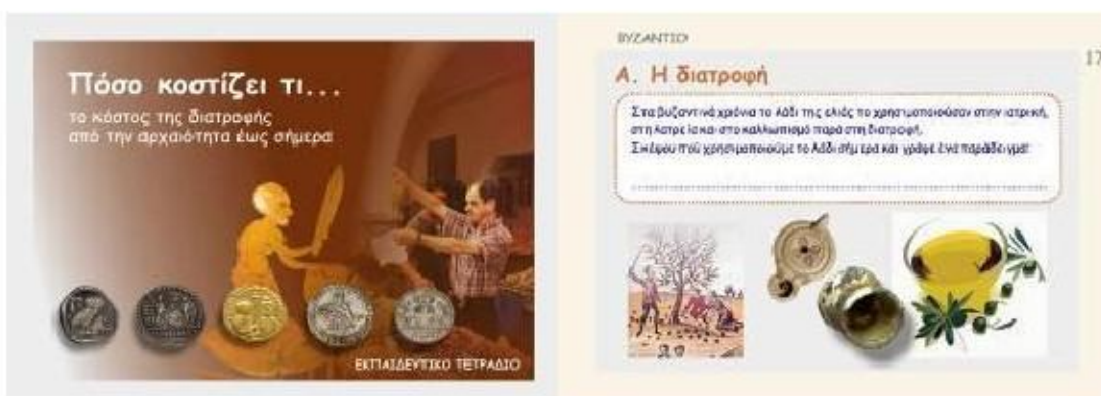 Πόσο κοστίζει τι...
το κόστος της διατροφής
από την αρχαιότητα έως σήμερα
ΕΚΠΑΙΔΕΥΤΙΚΟ ΤΕΤΡΑΔΙΟ
ΒΥΖΑΝΤΙΟ
17
Α. Η διατροφή
Στα βυζαντινά χρόνια το λάδι της ελιάς το χρησιμοποιούσαν στην ιατρική,
στη λατρεία και στο καλλωπισμό παρά στη διατροφή.
Σκέψου πού χρησιμοποιούμε το λάδι σήμερα και γράψε ένα παράδειγμα: